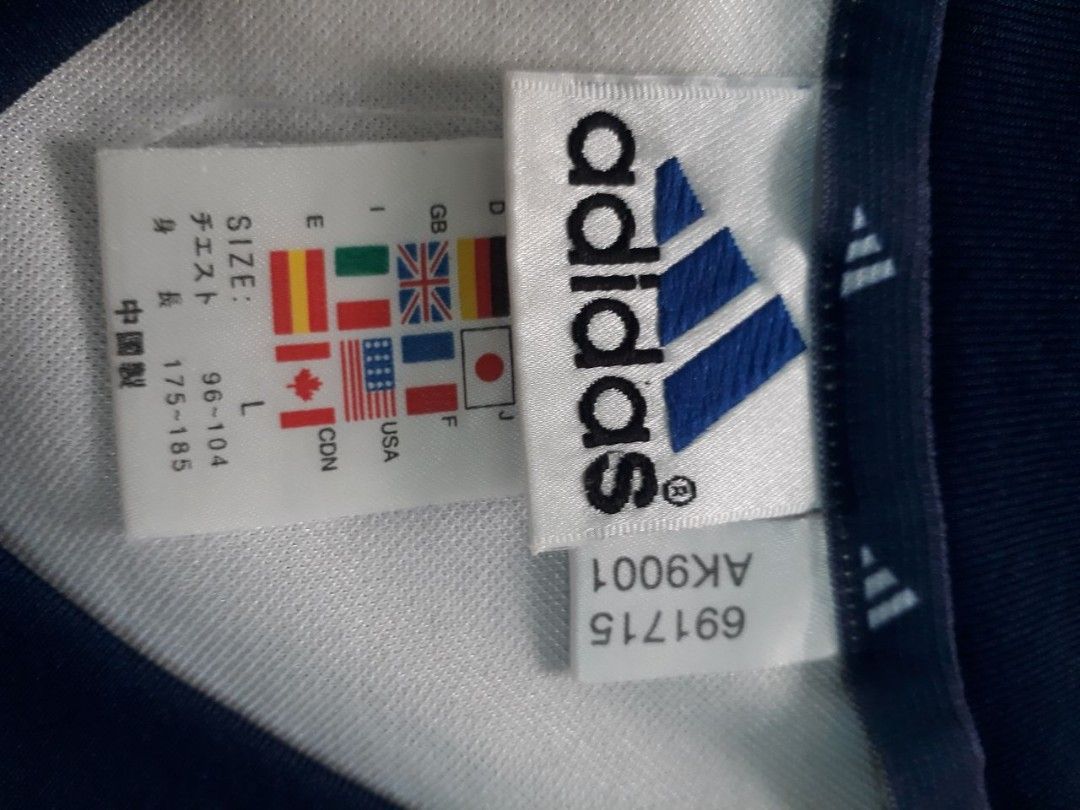 adidas®
D
J
GB
F
I
USA
E
CDN
SIZE: L
チェスト 96~104
身長 175~185
中國製
691715
AK9001